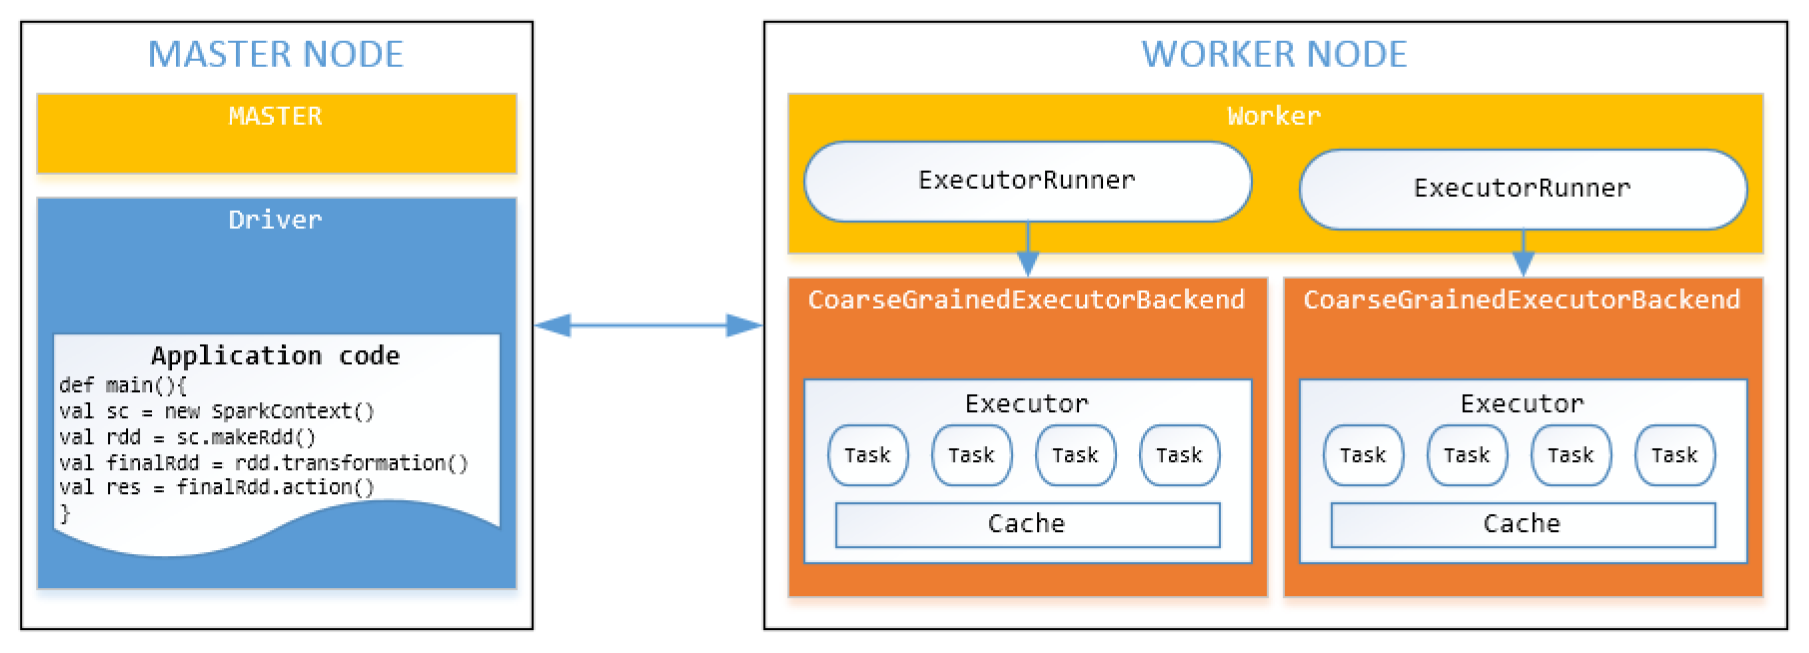 MASTER NODE
MASTER
Driver
Application code
def main(){
val sc = new SparkContext()
val rdd = sc.makeRdd()
val finalRdd = rdd.transformation()
val res = finalRdd.action()
}
WORKER NODE
Worker
ExecutorRunner
ExecutorRunner
CoarseGrainedExecutorBackend
Executor
Task Task Task Task
Cache
CoarseGrainedExecutorBackend
Executor
Task Task Task Task
Cache